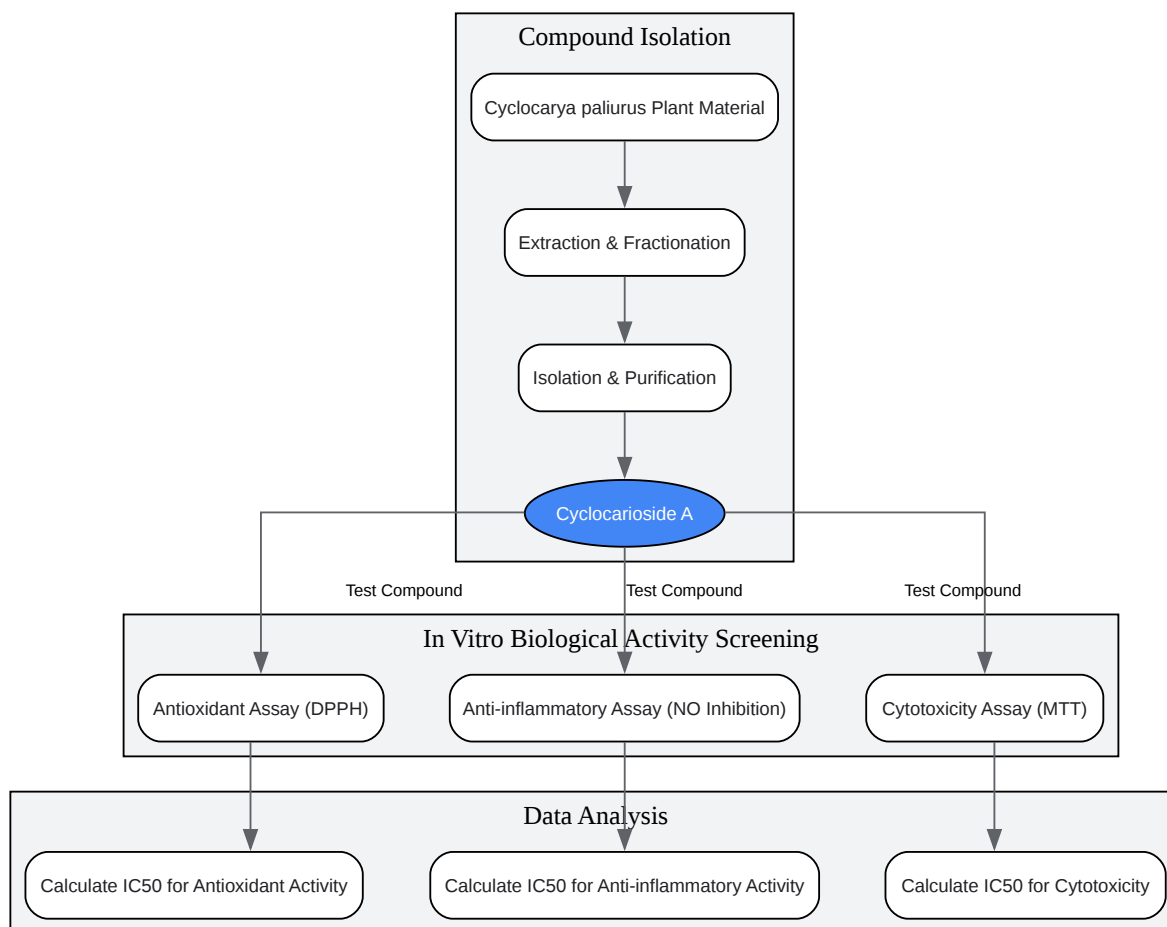 Compound Isolation
Cyclocarya paliurus Plant Material
Extraction & Fractionation
Isolation & Purification
Cyclocarioside A
Test Compound
Test Compound
Test Compound
In Vitro Biological Activity Screening
Antioxidant Assay (DPPH)
Anti-inflammatory Assay (NO Inhibition)
Cytotoxicity Assay (MTT)
Data Analysis
Calculate IC50 for Antioxidant Activity
Calculate IC50 for Anti-inflammatory Activity
Calculate IC50 for Cytotoxicity